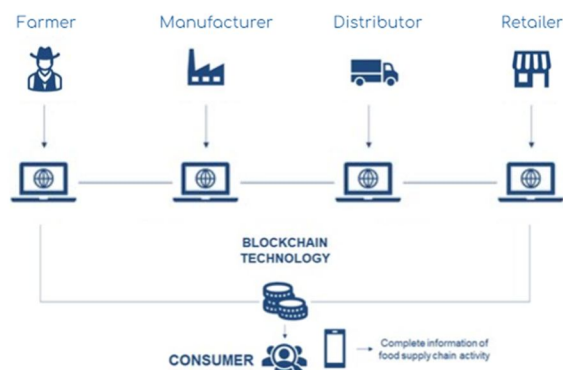 Farmer
Manufacturer
Distributor
Retailer
BLOCKCHAIN
TECHNOLOGY
CONSUMER
Complete information of
food supply chain activity